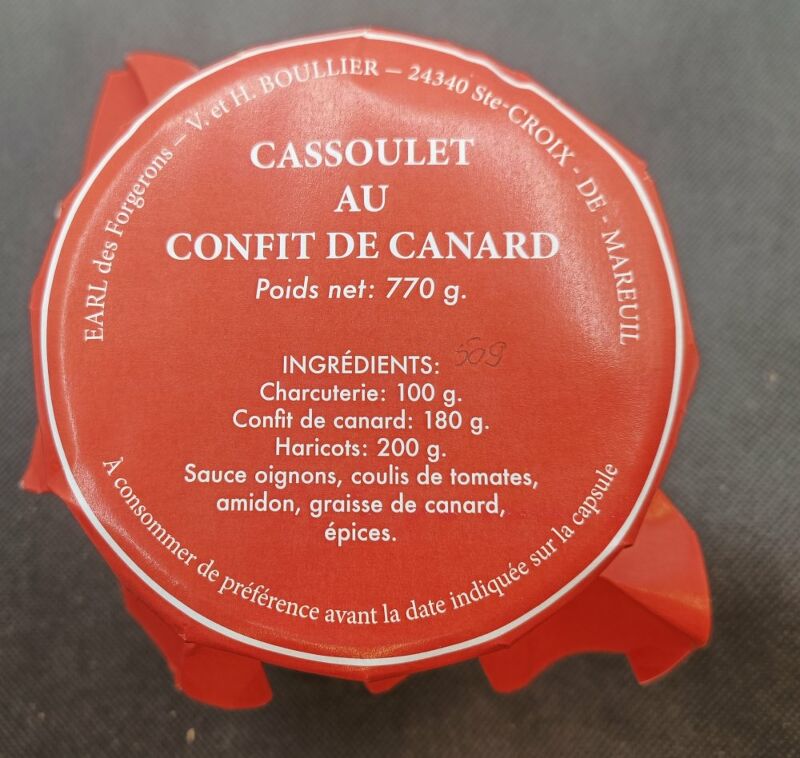 EARL des Forgerons – V. et H. BOULLIER – 24340 Ste-CROIX - DE - MAREUIL
CASSOULET
AU
CONFIT DE CANARD
Poids net: 770 g.
509
INGRÉDIENTS:
Charcuterie: 100 g.
Confit de canard: 180 g.
Haricots: 200 g.
Sauce oignons, coulis de tomates,
amidon, graisse de canard,
épices.
À consommer de préférence avant la date indiquée sur la capsule